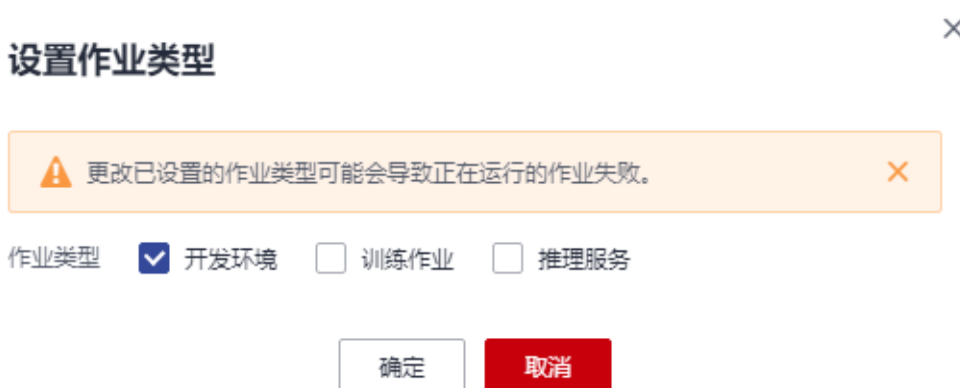 设置作业类型
更改已设置的作业类型可能会导致正在运行的作业失败。
作业类型 开发环境 训练作业 推理服务
确定 取消